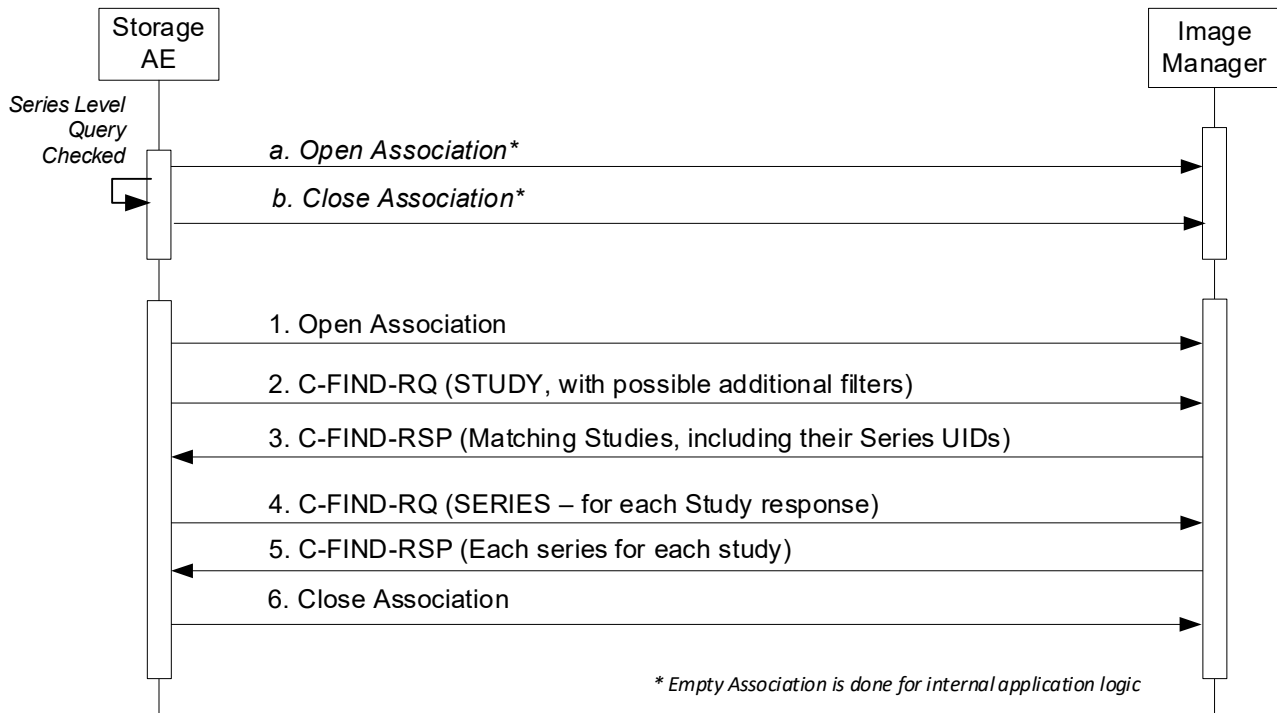 Storage
AE
Image
Manager
Series Level
Query
Checked
a. Open Association*
b. Close Association*
1. Open Association
2. C-FIND-RQ (STUDY, with possible additional filters)
3. C-FIND-RSP (Matching Studies, including their Series UIDs)
4. C-FIND-RQ (SERIES – for each Study response)
5. C-FIND-RSP (Each series for each study)
6. Close Association
* Empty Association is done for internal application logic